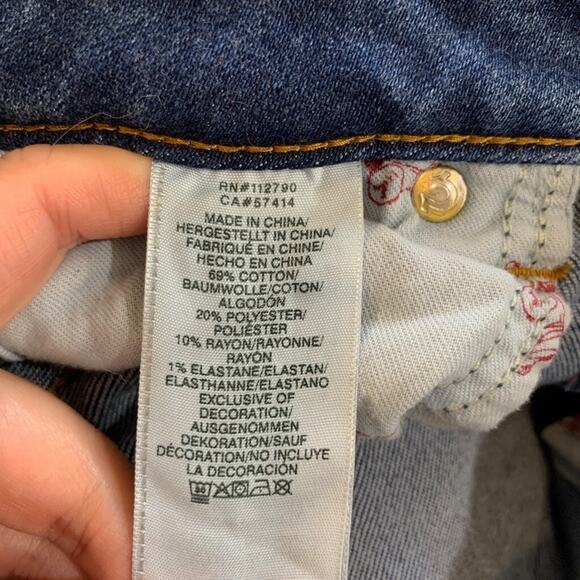 RN#112790
CA#57414
MADE IN CHINA/
HERGESTELLT IN CHINA/
FABRIQUÉ EN CHINE/
HECHO EN CHINA
69% COTTON/
BAUMWOLLE/COTON/
ALGODÓN
20% POLYESTER/
POLIÉSTER
10% RAYON/RAYONNE/
RAYÓN
1% ELASTANE/ELASTAN/
ELASTHANNE/ELASTANO
EXCLUSIVE OF
DECORATION/
AUSGENOMMEN
DEKORATION/SAUF
DÉCORATION/NO INCLUYE
LA DECORACIÓN
30